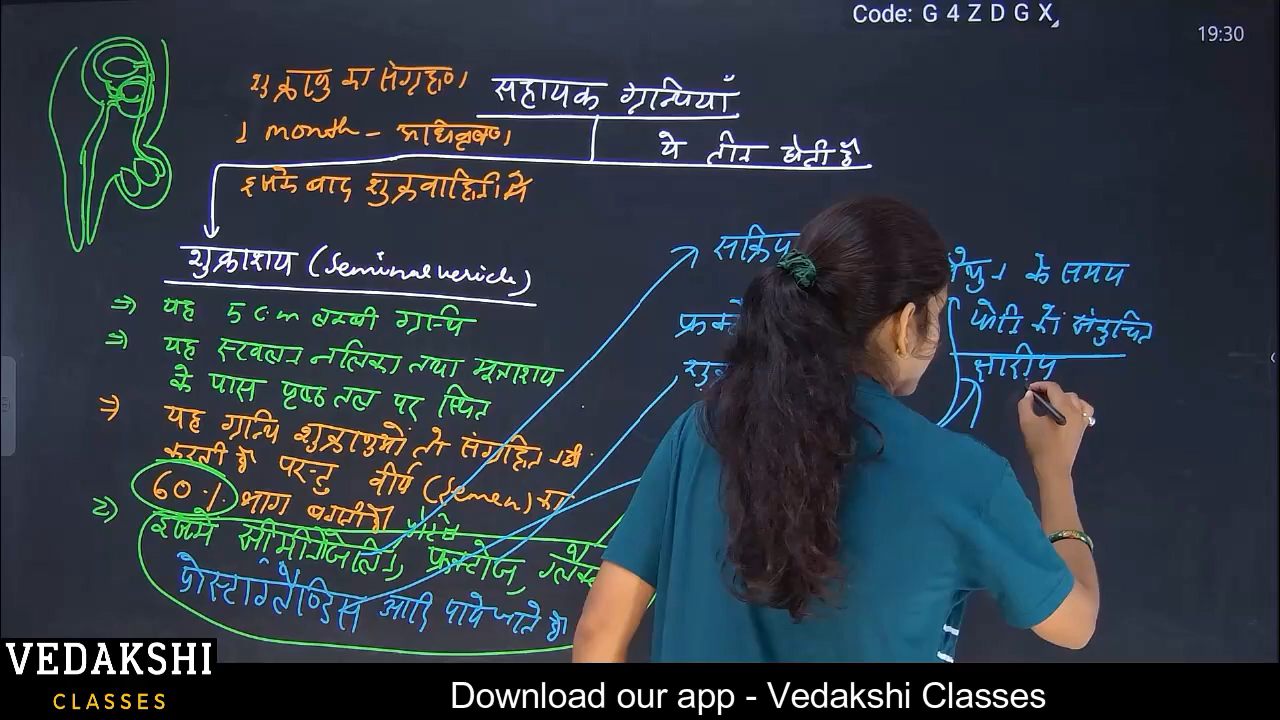 Code: G 4 Z D G X
19:30
शुक्राणु का संग्रहण
सहायक ग्रन्थियाँ
1 month -
ये तीन होती है
इसके बाद शुक्रवाहिनी में
शुक्राशय (Seminal vericle)
सक्रिय
के समय
⇒ यह 5 cm लम्बी ग्रन्थि
योनि में संकुचित
⇒ यह स्खलन नलिका तथा मूत्राशय
के पास पृष्ठ तल पर स्थित
क्षारीय
⇒ यह ग्रन्थि शुक्राणुओं को संग्रहित नही
करती है परन्तु वीर्य (Semen) का
60 % भाग बनाती है
इसमें सीमिनोजेलिन, फ्रक्टोज,
प्रोस्टाग्लैण्डिस आदि पाये जाते है।
VEDAKSHI
CLASSES
Download our app - Vedakshi Classes